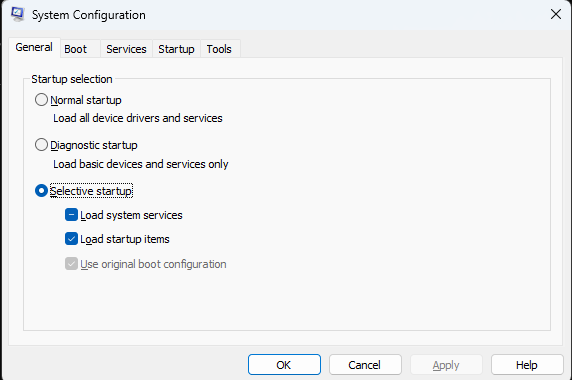 System Configuration
General Boot Services Startup Tools
Startup selection
Normal startup
Load all device drivers and services
Diagnostic startup
Load basic devices and services only
Selective startup
Load system services
Load startup items
Use original boot configuration
OK Cancel Apply Help